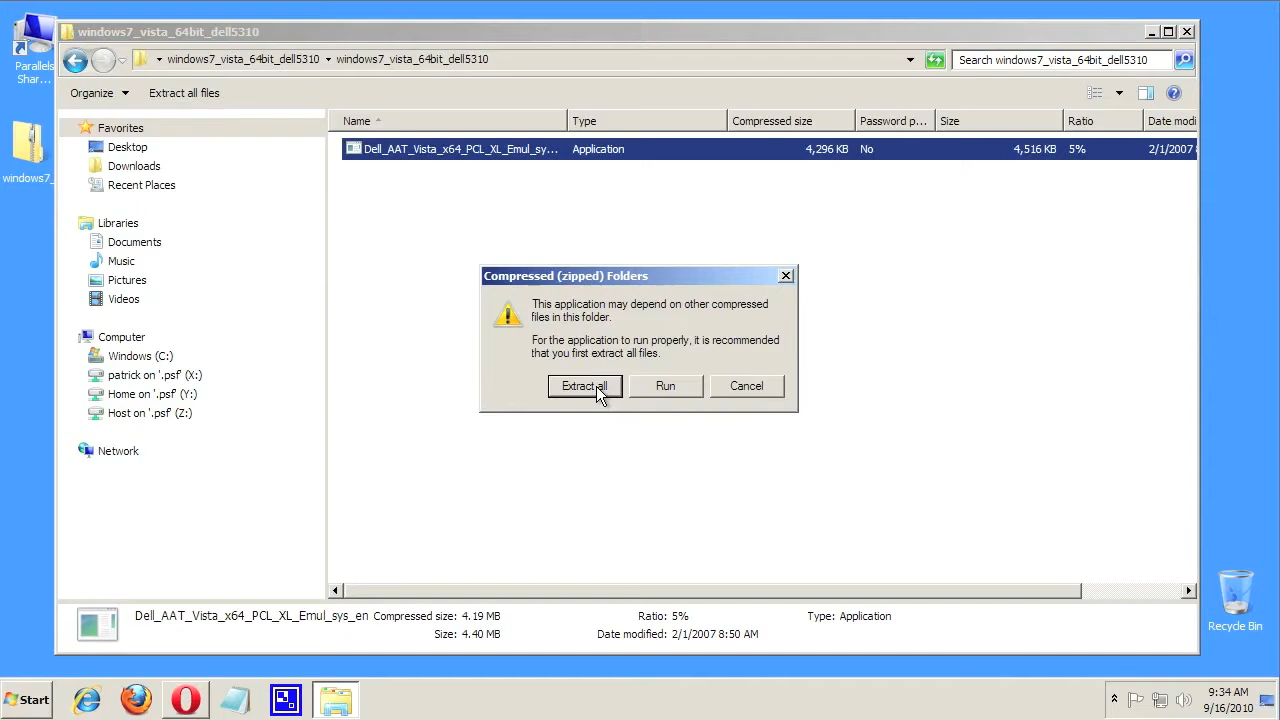 windows7_vista_64bit_dell5310
windows7_vista_64bit_dell5310 windows7_vista_64bit_dell5310 Search windows7_vista_64bit_dell5310
Organize Extract all files
Name Type Compressed size Password p... Size Ratio Date modi
Dell_AAT_Vista_x64_PCL_XL_Emul_sy... Application 4,296 KB No 4,516 KB 5% 2/1/2007
Favorites
Desktop
Downloads
Recent Places
Libraries
Documents
Music
Pictures
Videos
Computer
Windows (C:)
patrick on '.psf' (X:)
Home on '.psf' (Y:)
Host on '.psf' (Z:)
Network
Parallels
Shar...
windows7_
Compressed (zipped) Folders
This application may depend on other compressed
files in this folder.
For the application to run properly, it is recommended
that you first extract all files.
Extract all Run Cancel
Dell_AAT_Vista_x64_PCL_XL_Emul_sys_en Compressed size: 4.19 MB Ratio: 5% Type: Application
Size: 4.40 MB Date modified: 2/1/2007 8:50 AM
Recycle Bin
Start
9:34 AM
9/16/2010